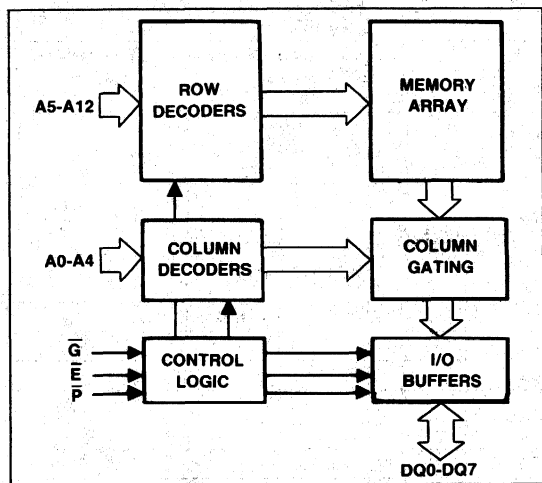 ROW
DECODERS
MEMORY
ARRAY
A5-A12
COLUMN
DECODERS
COLUMN
GATING
A0-A4
G̅
E̅
P̅
CONTROL
LOGIC
I/O
BUFFERS
DQ0-DQ7